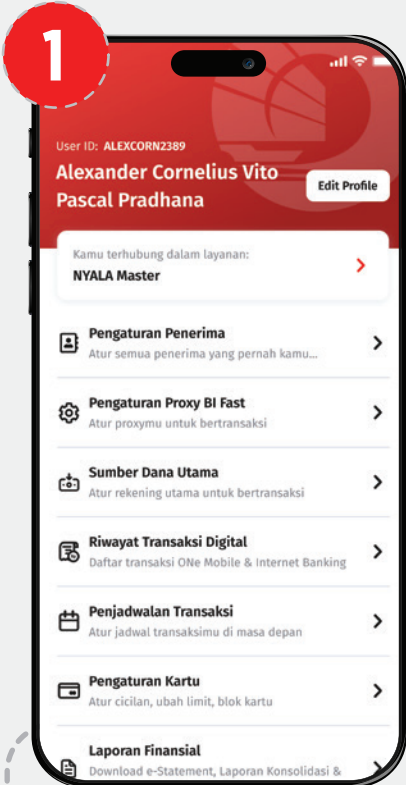 1
User ID: ALEXCORN2389
Alexander Cornelius Vito
Pascal Pradhana
Edit Profile
Kamu terhubung dalam layanan:
NYALA Master
Pengaturan Penerima
Atur semua penerima yang pernah kamu...
Pengaturan Proxy BI Fast
Atur proxymu untuk bertransaksi
Sumber Dana Utama
Atur rekening utama untuk bertransaksi
Riwayat Transaksi Digital
Daftar transaksi ONe Mobile & Internet Banking
Penjadwalan Transaksi
Atur jadwal transaksimu di masa depan
Pengaturan Kartu
Atur cicilan, ubah limit, blok kartu
Laporan Finansial
Download e-Statement, Laporan Konsolidasi &